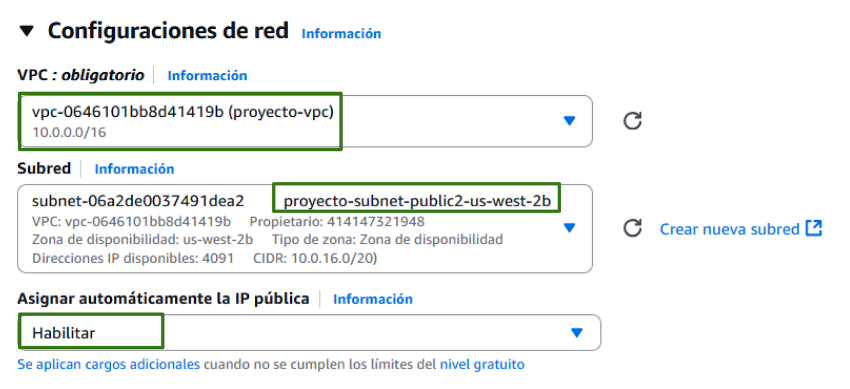 Configuraciones de red Información
VPC : obligatorio Información
vpc-0646101bb8d41419b (proyecto-vpc)
10.0.0.0/16
Subred Información
subnet-06a2de0037491dea2 proyecto-subnet-public2-us-west-2b
VPC: vpc-0646101bb8d41419b Propietario: 414147321948
Zona de disponibilidad: us-west-2b Tipo de zona: Zona de disponibilidad
Direcciones IP disponibles: 4091 CIDR: 10.0.16.0/20)
Crear nueva subred
Asignar automáticamente la IP pública Información
Habilitar
Se aplican cargos adicionales cuando no se cumplen los límites del nivel gratuito